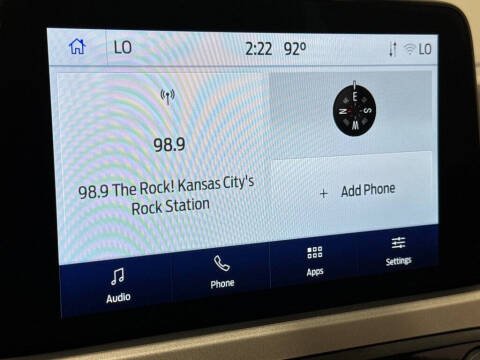 LO 2:22 92° LO
98.9
98.9 The Rock! Kansas City's
Rock Station
E
N S
W
+ Add Phone
Audio Phone Apps Settings